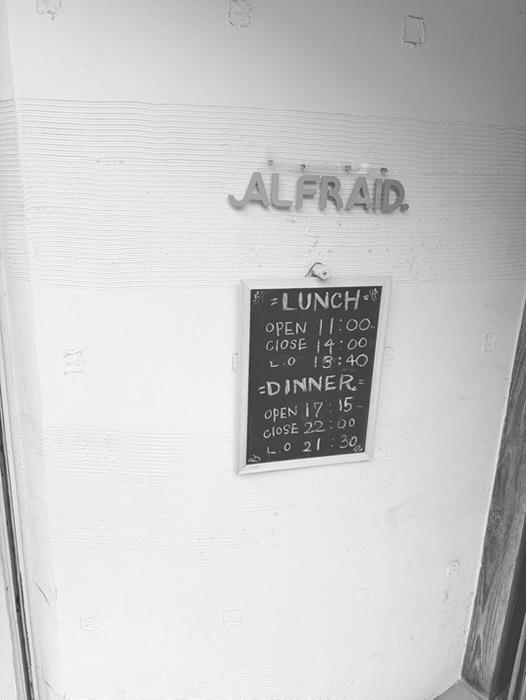 ALFRAID.
=LUNCH=
OPEN 11:00~
CLOSE 14:00
L.O 13:40
=DINNER=
OPEN 17:15~
CLOSE 22:00
L.O 21:30